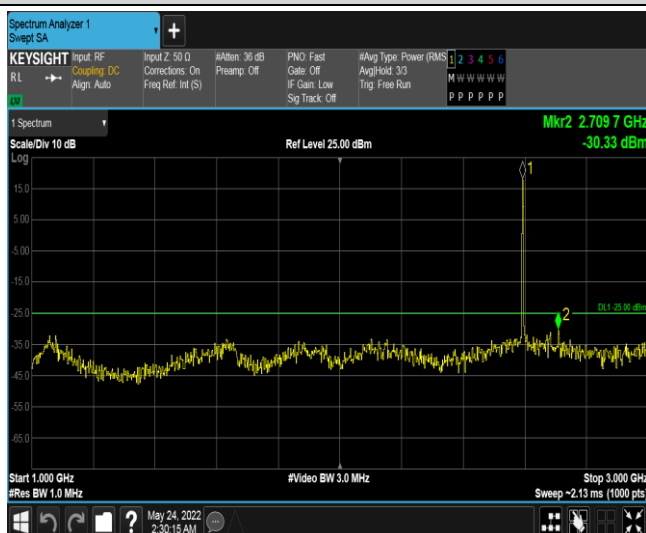 Spectrum Analyzer 1
Swept SA
KEYSIGHT
RL
Input: RF
Coupling: DC
Align: Auto
Input Z: 50 Ω
Corrections: On
Freq Ref: Int (S)
#Atten: 36 dB
Preamp: Off
PNO: Fast
Gate: Off
IF Gain: Low
Sig Track: Off
#Avg Type: Power (RMS
Avg|Hold: 3/3
Trig: Free Run
1 2 3 4 5 6
M W W W W W
P P P P P P
1 Spectrum
Mkr2 2.709 7 GHz
-30.33 dBm
Scale/Div 10 dB
Ref Level 25.00 dBm
Log
1
15.0
5.00
-5.00
-15.0
-25.0
DL1 -25.00 dBm
2
-35.0
-45.0
-55.0
-65.0
Start 1.000 GHz
#Video BW 3.0 MHz
Stop 3.000 GHz
#Res BW 1.0 MHz
Sweep ~2.13 ms (1000 pts)
?
May 24, 2022
2:30:15 AM